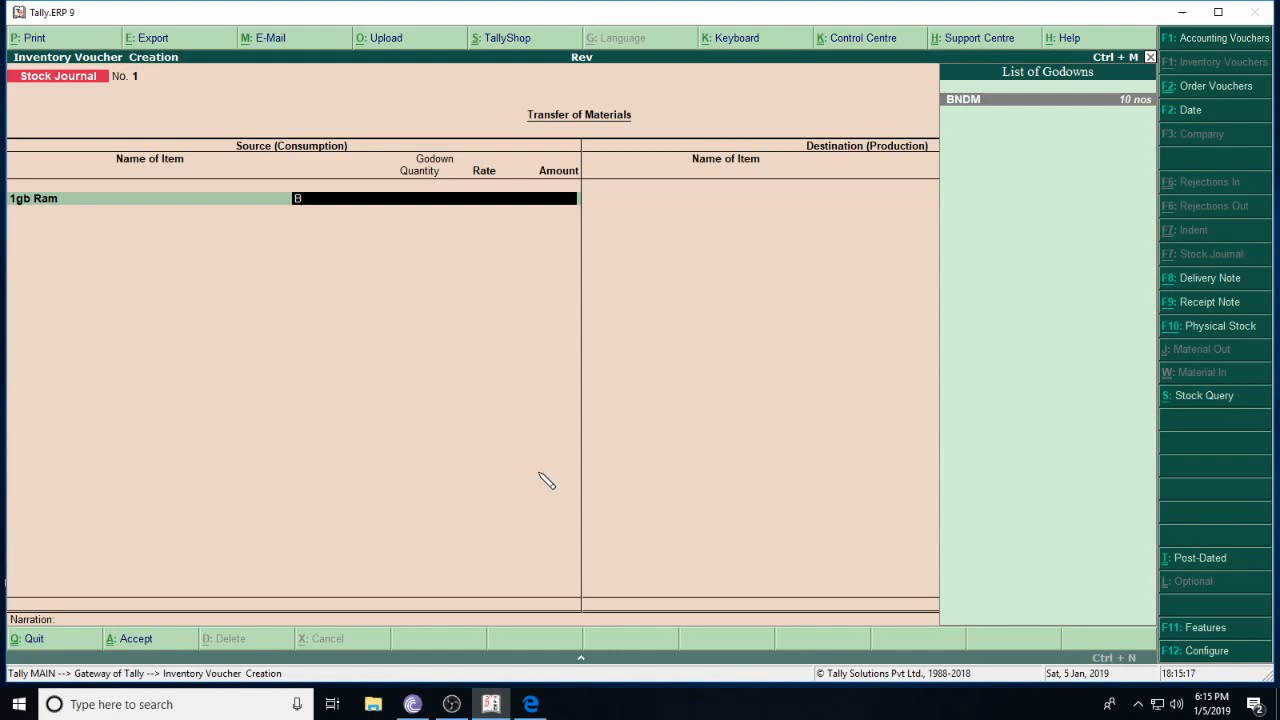 Tally.ERP 9
P: Print
E: Export
M: E-Mail
O: Upload
S: TallyShop
G: Language
K: Keyboard
K: Control Centre
H: Support Centre
H: Help
F1: Accounting Vouchers
Inventory Voucher Creation
Rev
Ctrl + M
F1: Inventory Vouchers
Stock Journal No. 1
List of Godowns
F2: Order Vouchers
BNDM 10 nos
F2: Date
Transfer of Materials
F3: Company
Source (Consumption)
Destination (Production)
Name of Item
Godown
Name of Item
Quantity
Rate
Amount
F6: Rejections In
1gb Ram
B
F6: Rejections Out
F7: Indent
F7: Stock Journal
F8: Delivery Note
F9: Receipt Note
F10: Physical Stock
J: Material Out
W: Material In
S: Stock Query
T: Post-Dated
L: Optional
Narration:
F11: Features
Q: Quit
A: Accept
D: Delete
X: Cancel
F12: Configure
Ctrl + N
Tally MAIN --> Gateway of Tally --> Inventory Voucher Creation
© Tally Solutions Pvt Ltd., 1988-2018
Sat, 5 Jan, 2019
18:15:17
Type here to search
6:15 PM
1/5/2019
2